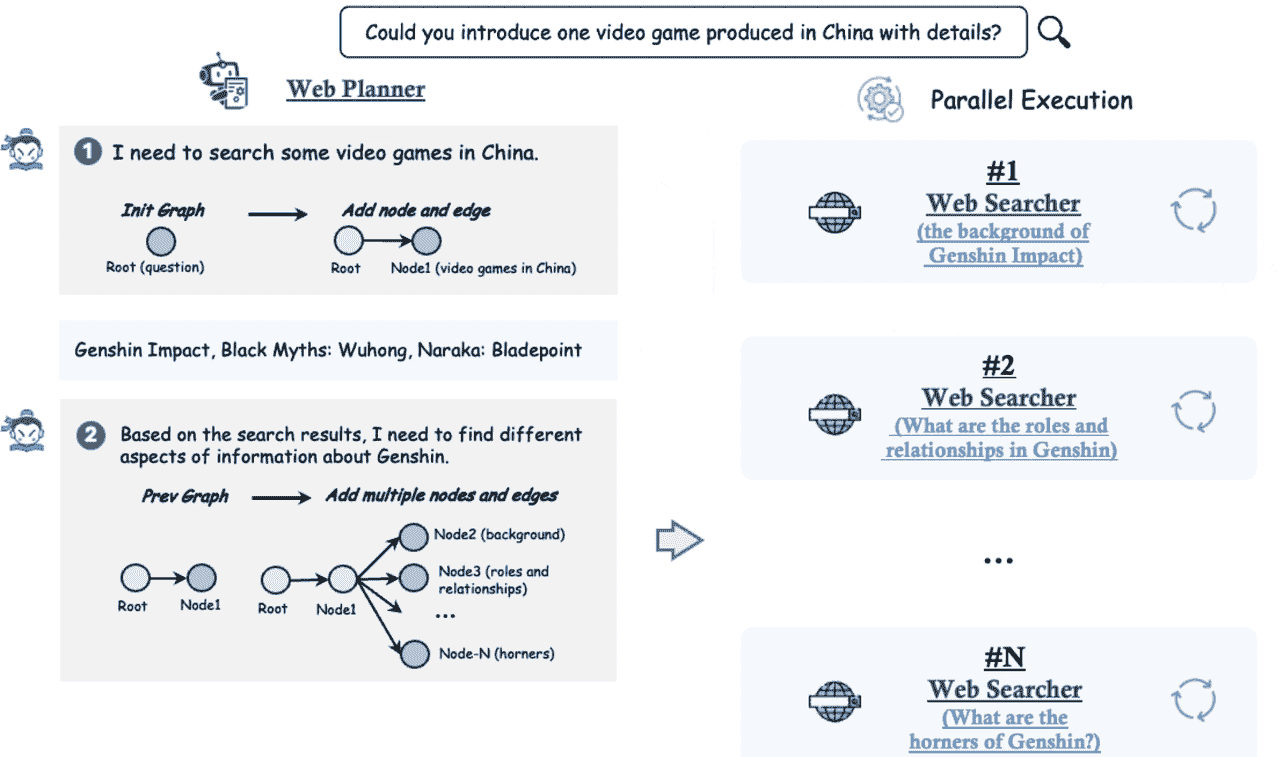 Could you introduce one video game produced in China with details?
Web Planner
1 I need to search some video games in China.
Init Graph
Add node and edge
Root (question)
Root
Node1 (video games in China)
Genshin Impact, Black Myths: Wuhong, Naraka: Bladepoint
2 Based on the search results, I need to find different
aspects of information about Genshin.
Prev Graph
Add multiple nodes and edges
Root
Node1
Root
Node1
Node2 (background)
Node3 (roles and
relationships)
...
Node-N (horners)
Parallel Execution
#1
Web Searcher
(the background of
Genshin Impact)
#2
Web Searcher
(What are the roles and
relationships in Genshin)
...
#N
Web Searcher
(What are the
horners of Genshin?)